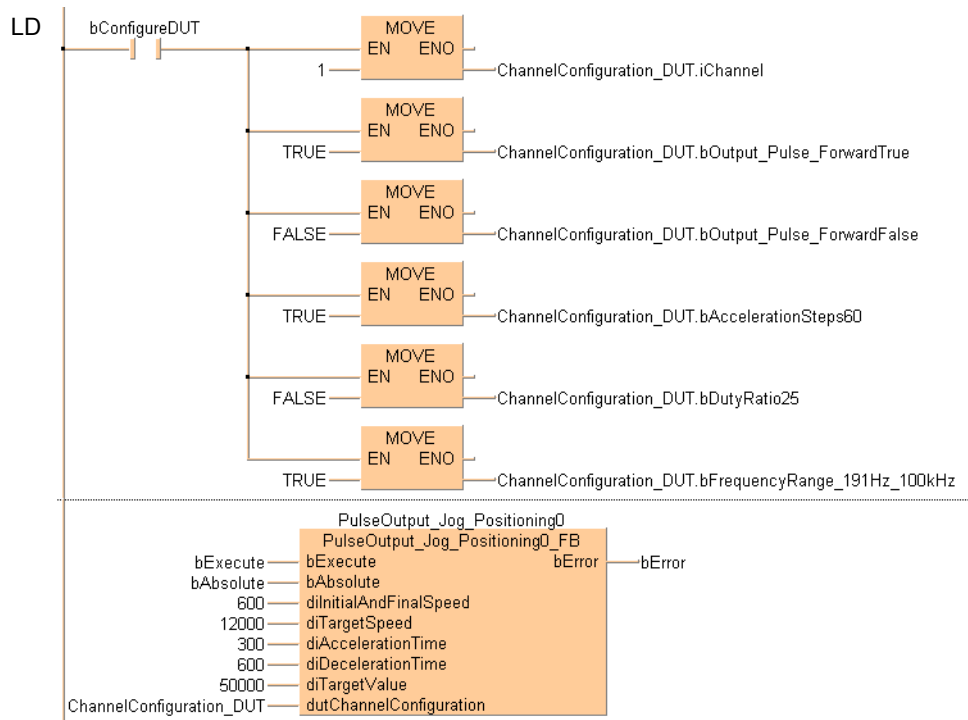 LD
bConfigureDUT
MOVE
EN ENO
1 ChannelConfiguration_DUT.iChannel
MOVE
EN ENO
TRUE ChannelConfiguration_DUT.bOutput_Pulse_ForwardTrue
MOVE
EN ENO
FALSE ChannelConfiguration_DUT.bOutput_Pulse_ForwardFalse
MOVE
EN ENO
TRUE ChannelConfiguration_DUT.bAccelerationSteps60
MOVE
EN ENO
FALSE ChannelConfiguration_DUT.bDutyRatio25
MOVE
EN ENO
TRUE ChannelConfiguration_DUT.bFrequencyRange_191Hz_100kHz
PulseOutput_Jog_Positioning0
PulseOutput_Jog_Positioning0_FB
bExecute bExecute bError bError
bAbsolute bAbsolute
600 diInitialAndFinalSpeed
12000 diTargetSpeed
300 diAccelerationTime
600 diDecelerationTime
50000 diTargetValue
ChannelConfiguration_DUT dutChannelConfiguration